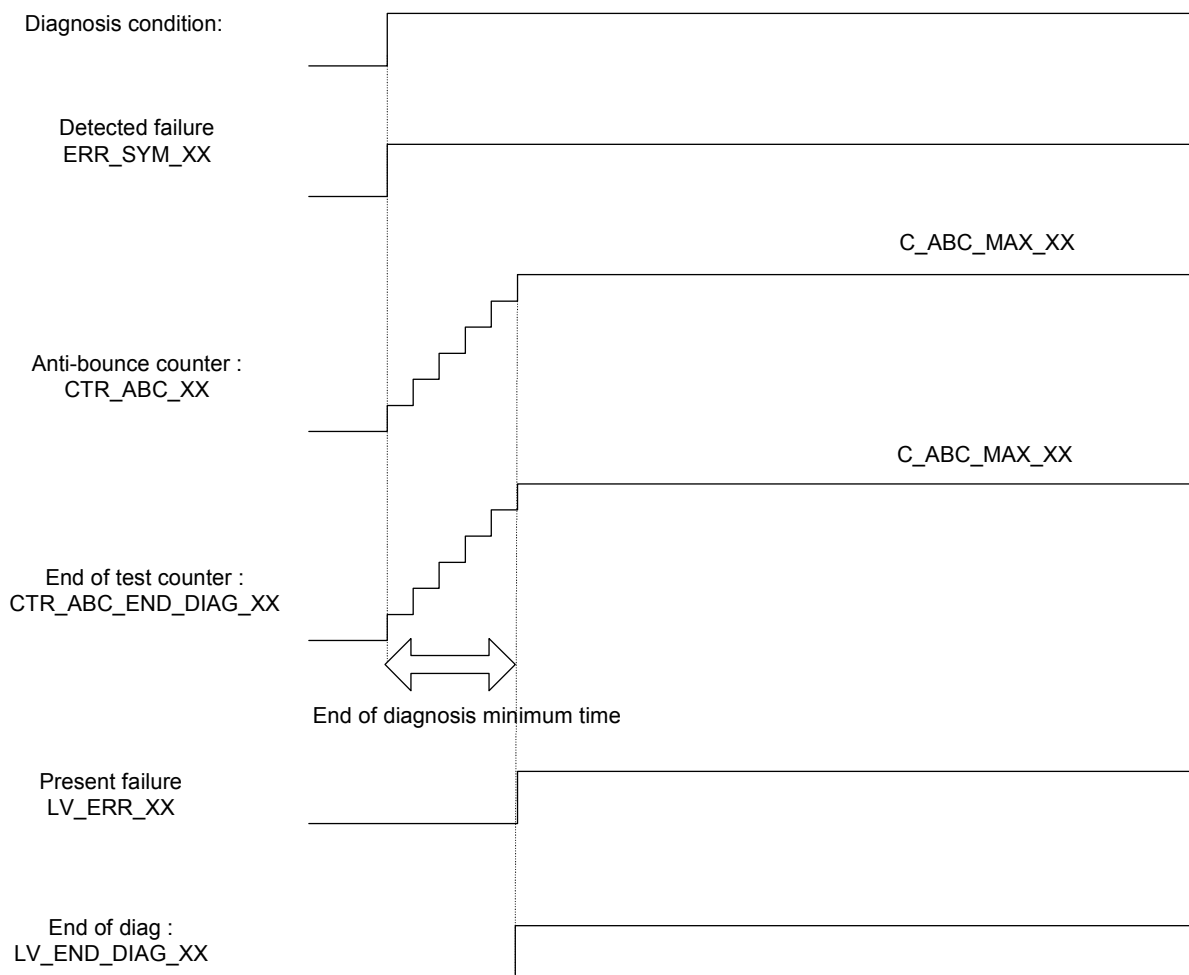 Diagnosis condition:
Detected failure
ERR_SYM_XX
C_ABC_MAX_XX
Anti-bounce counter :
CTR_ABC_XX
C_ABC_MAX_XX
End of test counter :
CTR_ABC_END_DIAG_XX
End of diagnosis minimum time
Present failure
LV_ERR_XX
End of diag :
LV_END_DIAG_XX